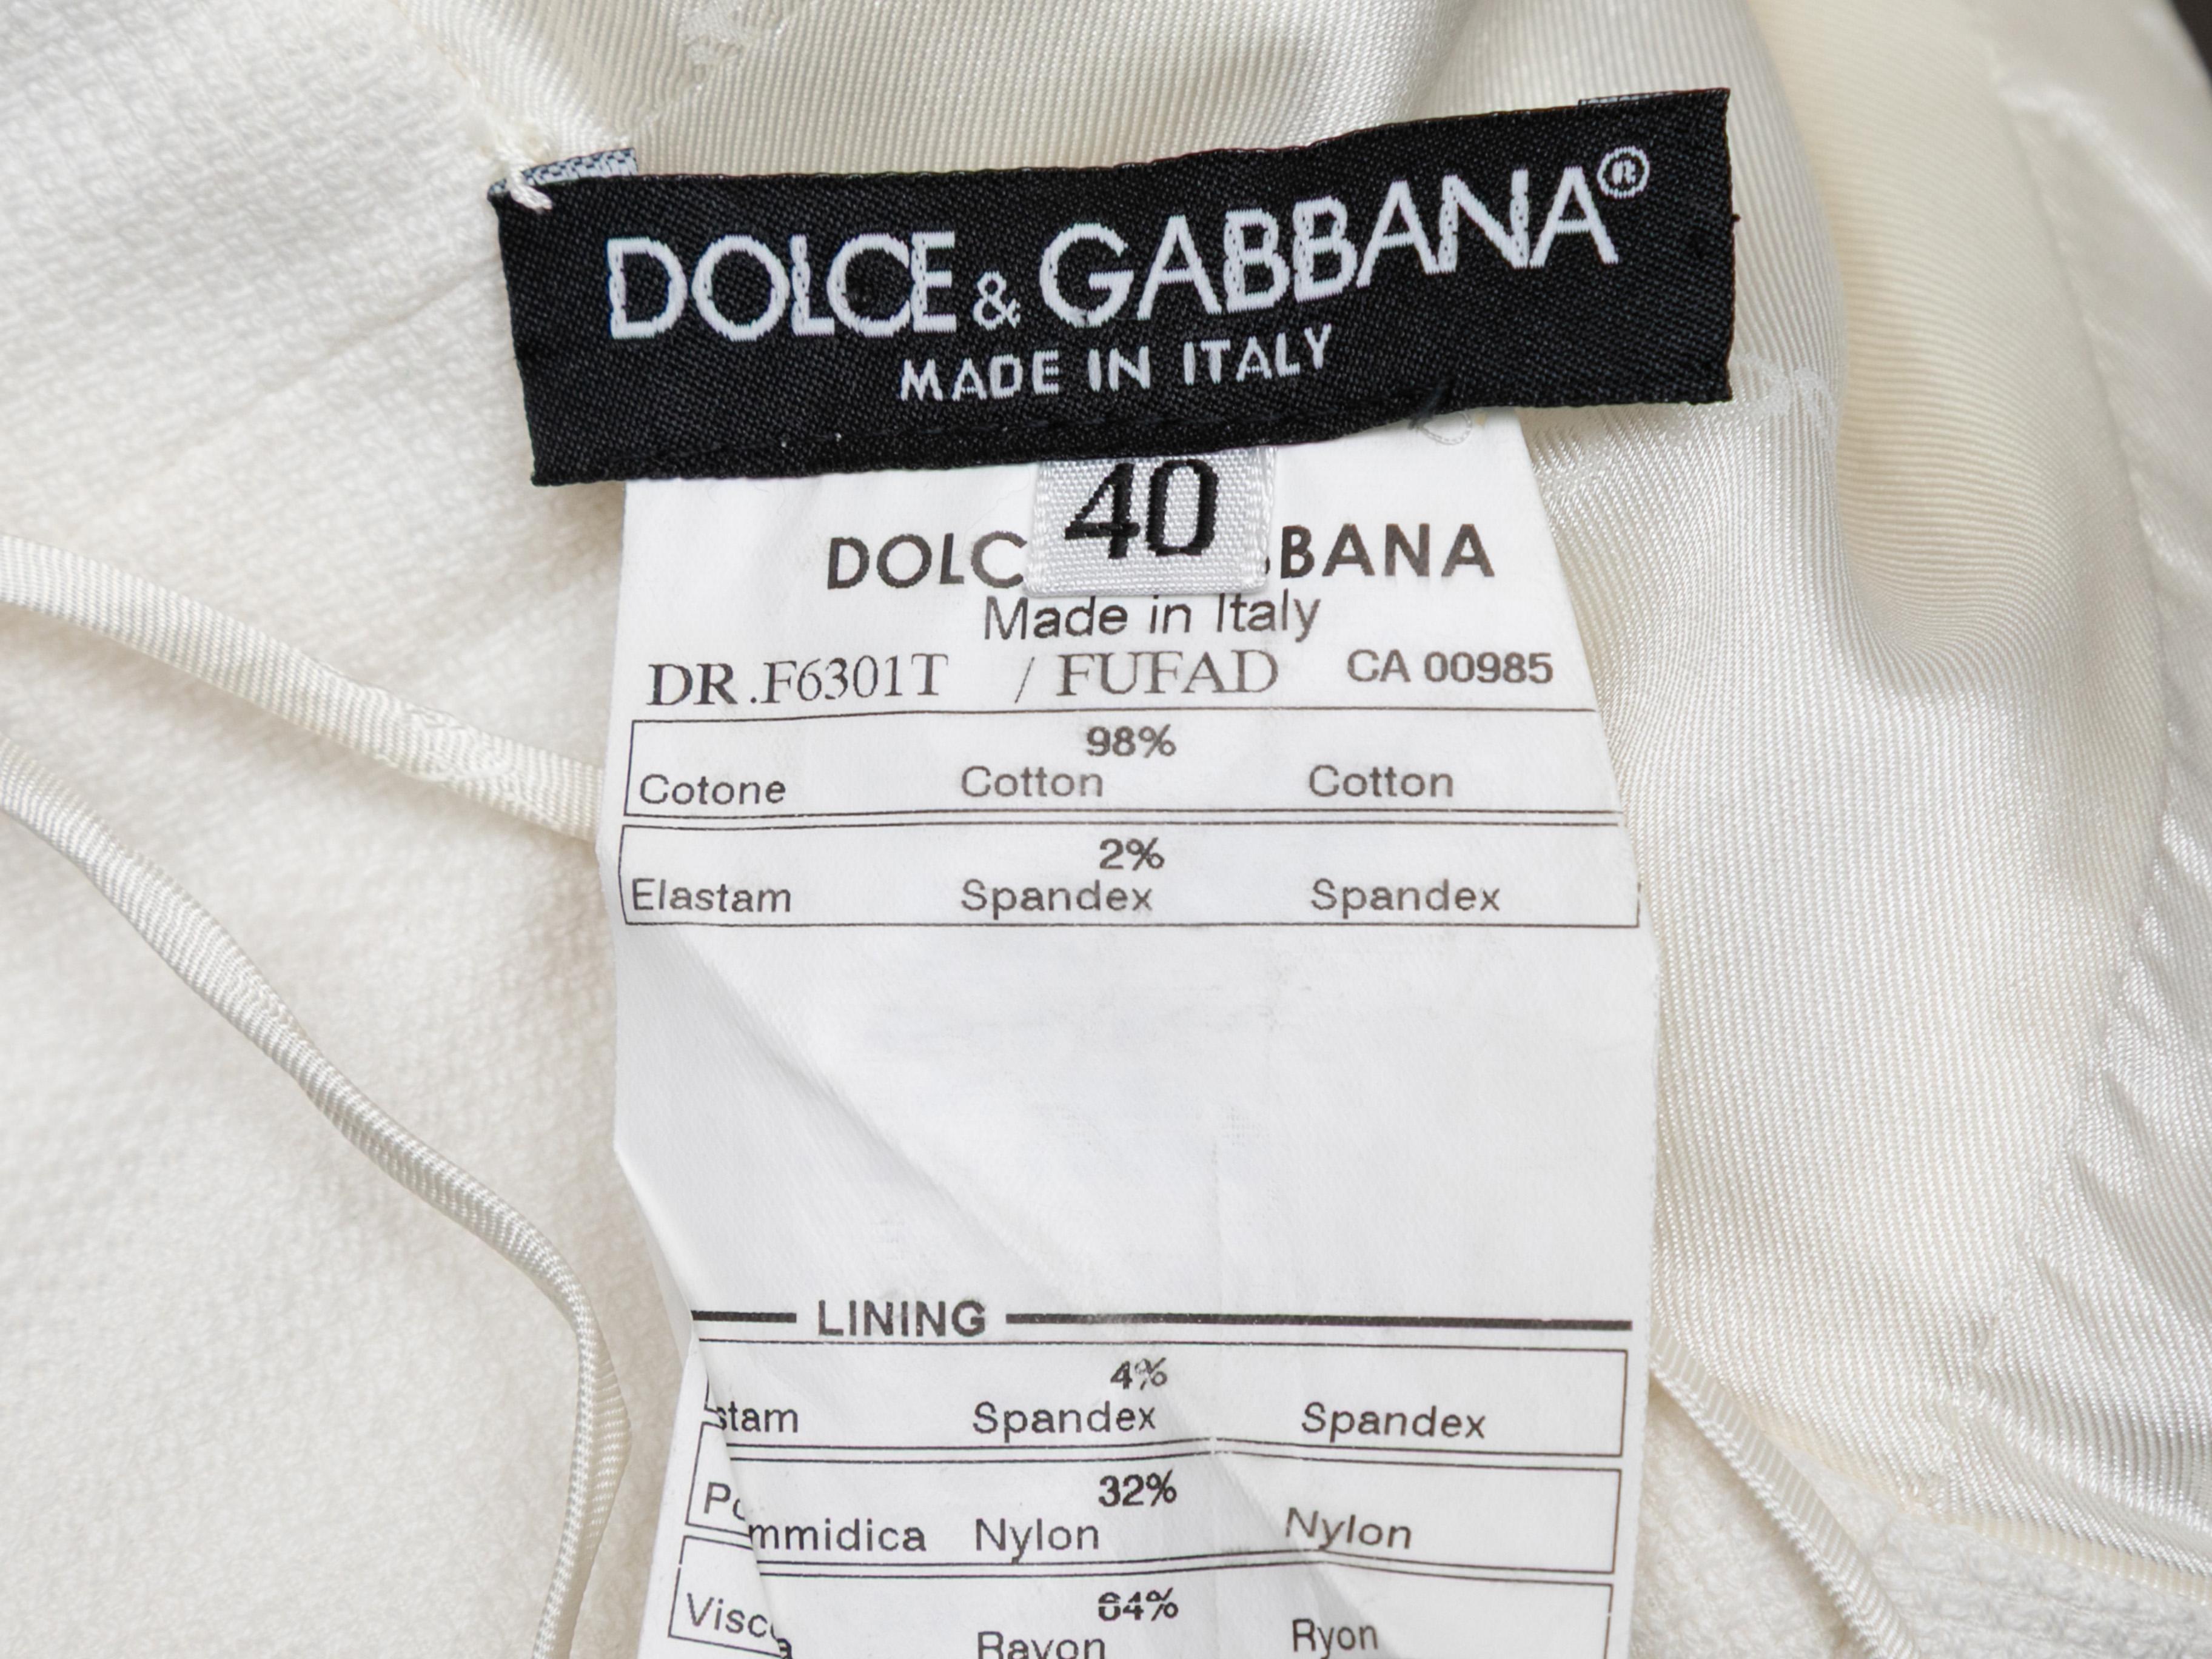 DOLCE & GABBANA®
MADE IN ITALY
40
DOLC BBANA
Made in Italy
DR.F6301T / FUFAD CA 00985
98%
Cotone Cotton Cotton
2%
Elastam Spandex Spandex
LINING
4%
stam Spandex Spandex
32%
Po mmidica Nylon Nylon
64%
Visco a Rayon Ryon